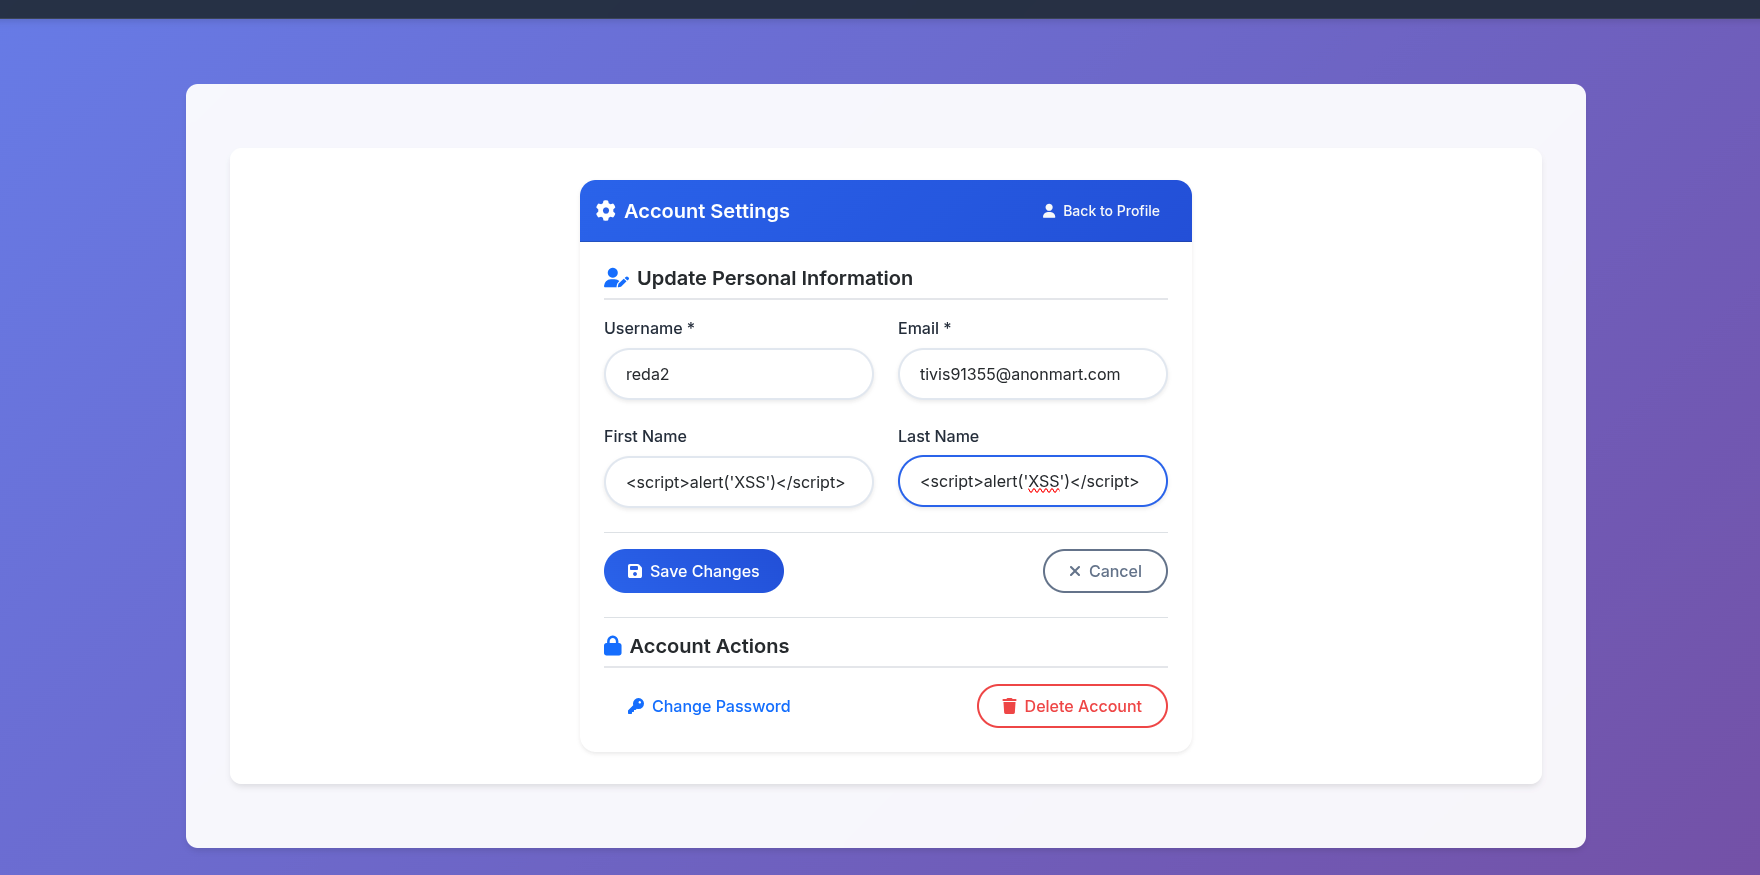 Account Settings
Back to Profile
Update Personal Information
Username *
Email *
reda2
tivis91355@anonmart.com
First Name
Last Name
<script>alert('XSS')</script>
<script>alert('XSS')</script>
Save Changes
Cancel
Account Actions
Change Password
Delete Account